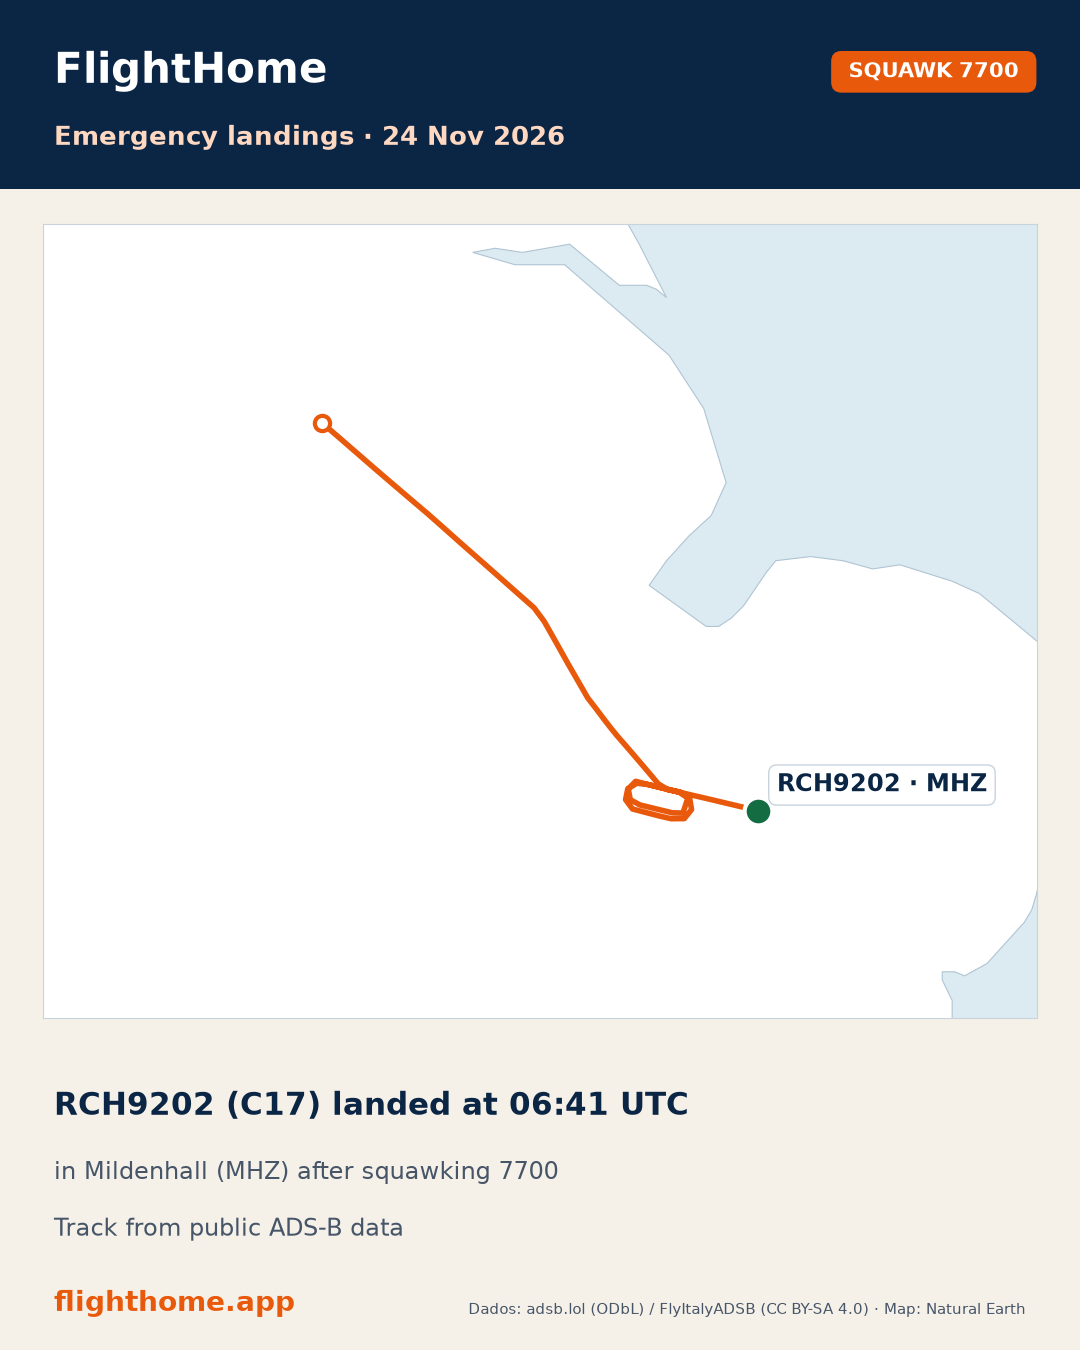 FlightHome
SQUAWK 7700
Emergency landings · 24 Nov 2026
RCH9202 · MHZ
RCH9202 (C17) landed at 06:41 UTC
in Mildenhall (MHZ) after squawking 7700
Track from public ADS-B data
flighthome.app
Dados: adsb.lol (ODbL) / FlyItalyADSB (CC BY-SA 4.0) · Map: Natural Earth